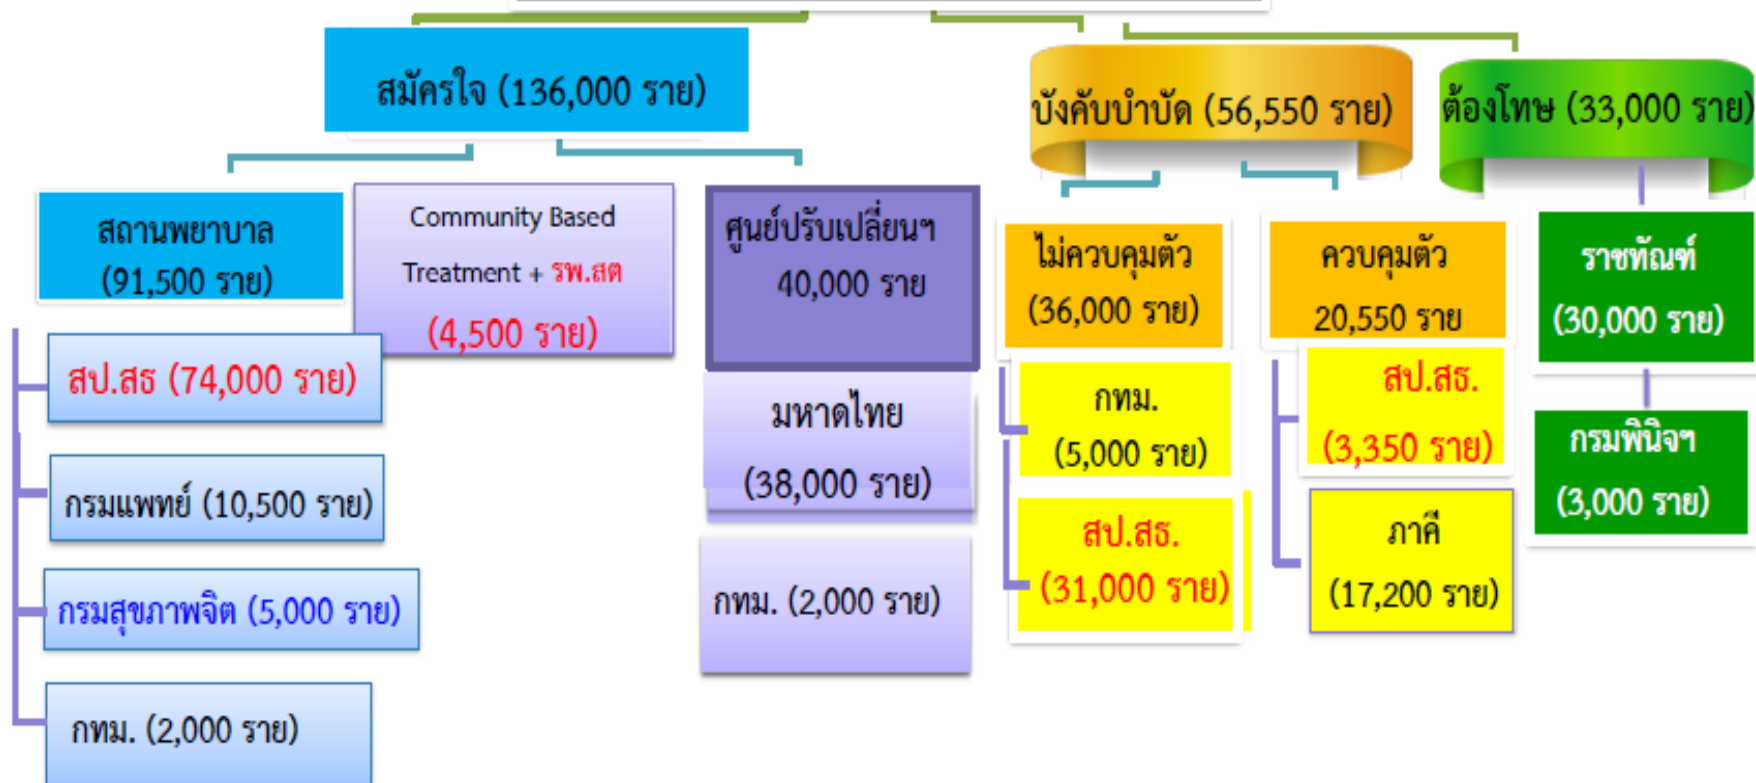 สมัครใจ (136,000 ราย)
บังคับบำบัด (56,550 ราย)
ต้องโทษ (33,000 ราย)
สถานพยาบาล
(91,500 ราย)
Community Based
Treatment + รพ.สต
(4,500 ราย)
ศูนย์ปรับเปลี่ยนฯ
40,000 ราย
ไม่ควบคุมตัว
(36,000 ราย)
ควบคุมตัว
20,550 ราย
ราชทัณฑ์
(30,000 ราย)
สป.สธ (74,000 ราย)
กรมแพทย์ (10,500 ราย)
กรมสุขภาพจิต (5,000 ราย)
กทม. (2,000 ราย)
มหาดไทย
(38,000 ราย)
กทม. (2,000 ราย)
กทม.
(5,000 ราย)
สป.สธ.
(31,000 ราย)
สป.สธ.
(3,350 ราย)
ภาคี
(17,200 ราย)
กรมพินิจฯ
(3,000 ราย)